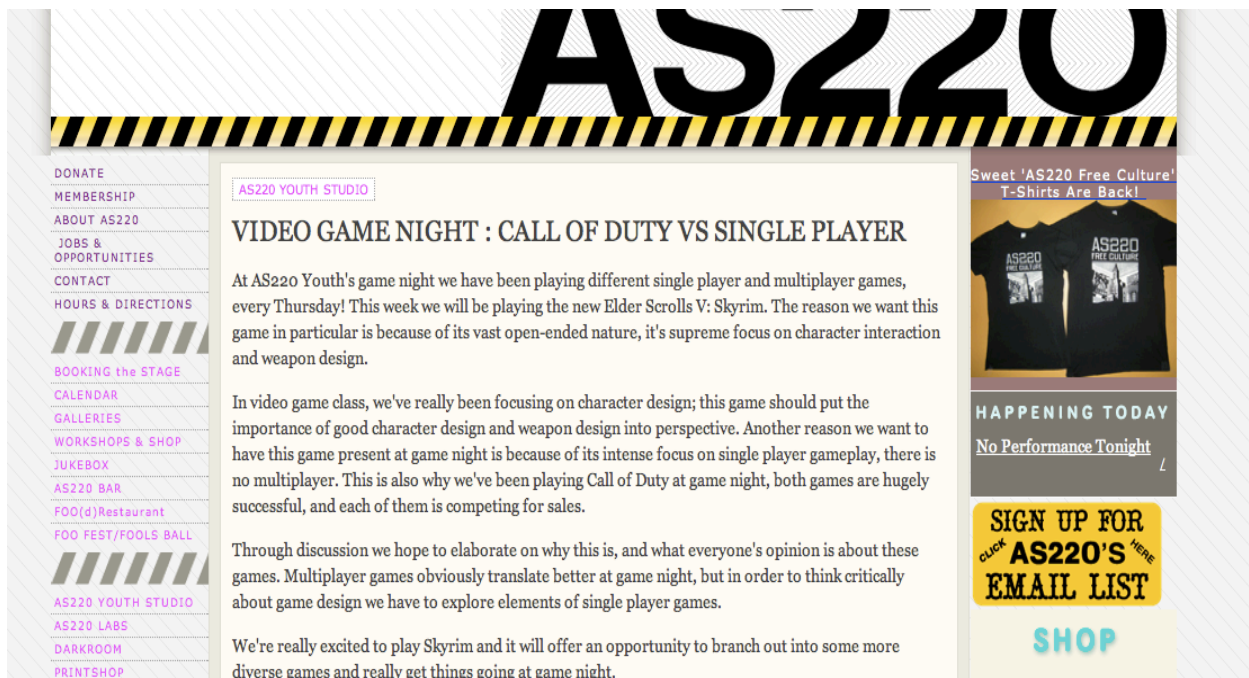 AS220
DONATE
MEMBERSHIP
ABOUT AS220
JOBS &
OPPORTUNITIES
CONTACT
HOURS & DIRECTIONS
BOOKING the STAGE
CALENDAR
GALLERIES
WORKSHOPS & SHOP
JUKEBOX
AS220 BAR
FOO(d)Restaurant
FOO FEST/FOOLS BALL
AS220 YOUTH STUDIO
AS220 LABS
DARKROOM
PRINTSHOP
AS220 YOUTH STUDIO
VIDEO GAME NIGHT : CALL OF DUTY VS SINGLE PLAYER
At AS220 Youth's game night we have been playing different single player and multiplayer games,
every Thursday! This week we will be playing the new Elder Scrolls V: Skyrim. The reason we want this
game in particular is because of its vast open-ended nature, it's supreme focus on character interaction
and weapon design.
In video game class, we've really been focusing on character design; this game should put the
importance of good character design and weapon design into perspective. Another reason we want to
have this game present at game night is because of its intense focus on single player gameplay, there is
no multiplayer. This is also why we've been playing Call of Duty at game night, both games are hugely
successful, and each of them is competing for sales.
Through discussion we hope to elaborate on why this is, and what everyone's opinion is about these
games. Multiplayer games obviously translate better at game night, but in order to think critically
about game design we have to explore elements of single player games.
We're really excited to play Skyrim and it will offer an opportunity to branch out into some more
diverse games and really get things going at game night.
Sweet 'AS220 Free Culture'
T-Shirts Are Back!
AS220
FREE CULTURE
AS220
FREE CULTURE
HAPPENING TODAY
No Performance Tonight
/
SIGN UP FOR
CLICK AS220'S HERE
EMAIL LIST
SHOP